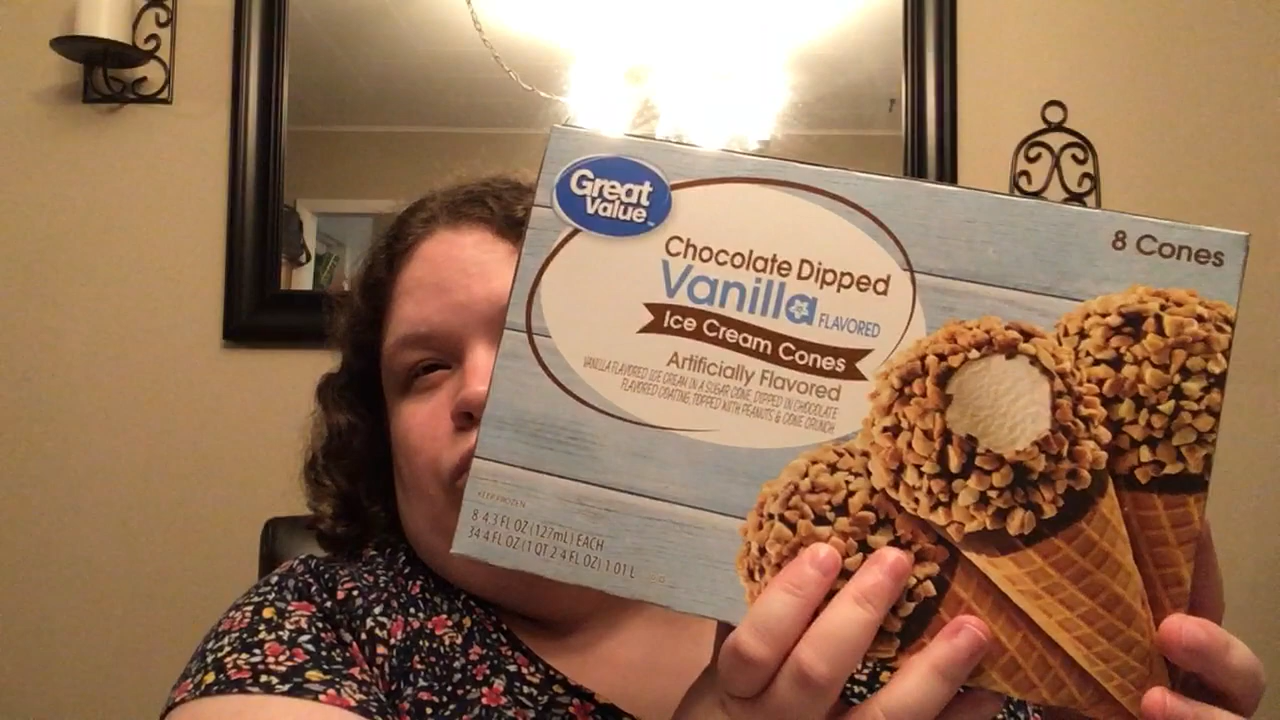 Great
Value
8 Cones
Chocolate Dipped
Vanilla FLAVORED
Ice Cream Cones
Artificially Flavored
VANILLA FLAVORED ICE CREAM IN A SUGAR CONE, DIPPED IN CHOCOLATE
FLAVORED COATING, TOPPED WITH PEANUTS & CONE CRUNCH
KEEP FROZEN
8-4.3 FL OZ (127mL) EACH
34.4 FL OZ (1 QT 2.4 FL OZ) 1.01 L